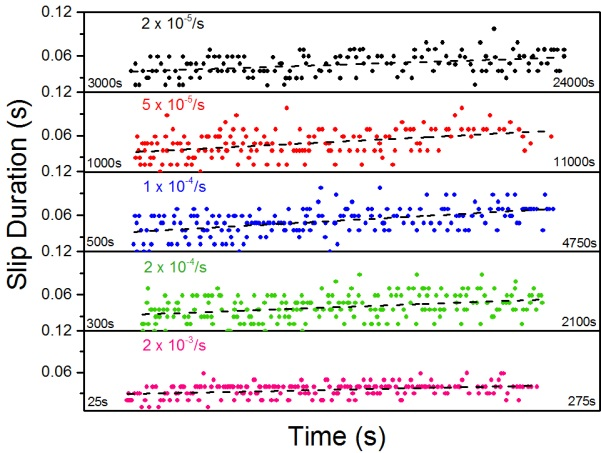 0.12
2 x 10-5/s
0.06
3000s
24000s
0.12
5 x 10-5/s
0.06
1000s
11000s
0.12
1 x 10-4/s
0.06
500s
4750s
0.12
2 x 10-4/s
0.06
300s
2100s
0.12
2 x 10-3/s
0.06
25s
275s
Slip Duration (s)
Time (s)